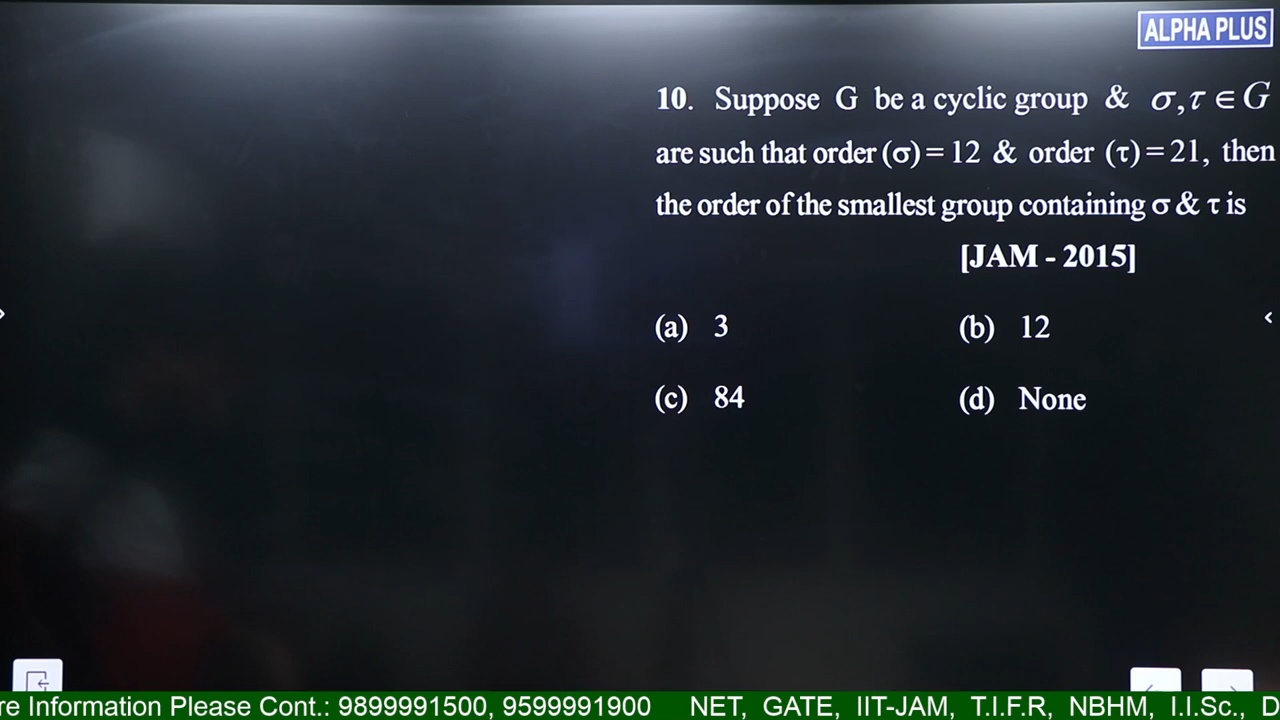 ALPHA PLUS
10. Suppose G be a cyclic group & σ,τ ∈ G
are such that order (σ) = 12 & order (τ) = 21, then
the order of the smallest group containing σ & τ is
[JAM - 2015]
(a) 3 (b) 12
(c) 84 (d) None
re Information Please Cont.: 9899991500, 9599991900 NET, GATE, IIT-JAM, T.I.F.R, NBHM, I.I.Sc., D